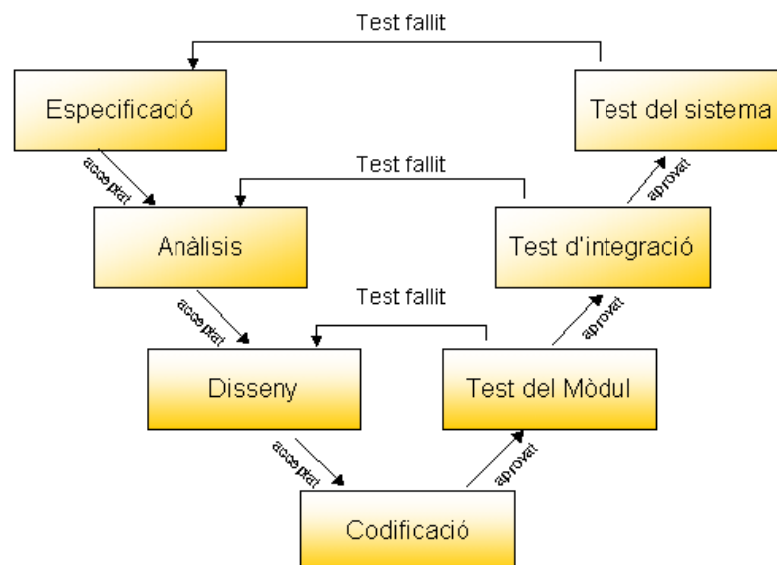 Test fallit
Especificació
Test del sistema
acceptat
Test fallit
aprovat
Anàlisis
Test d'integració
acceptat
Test fallit
aprovat
Disseny
Test del Mòdul
acceptat
aprovat
Codificació